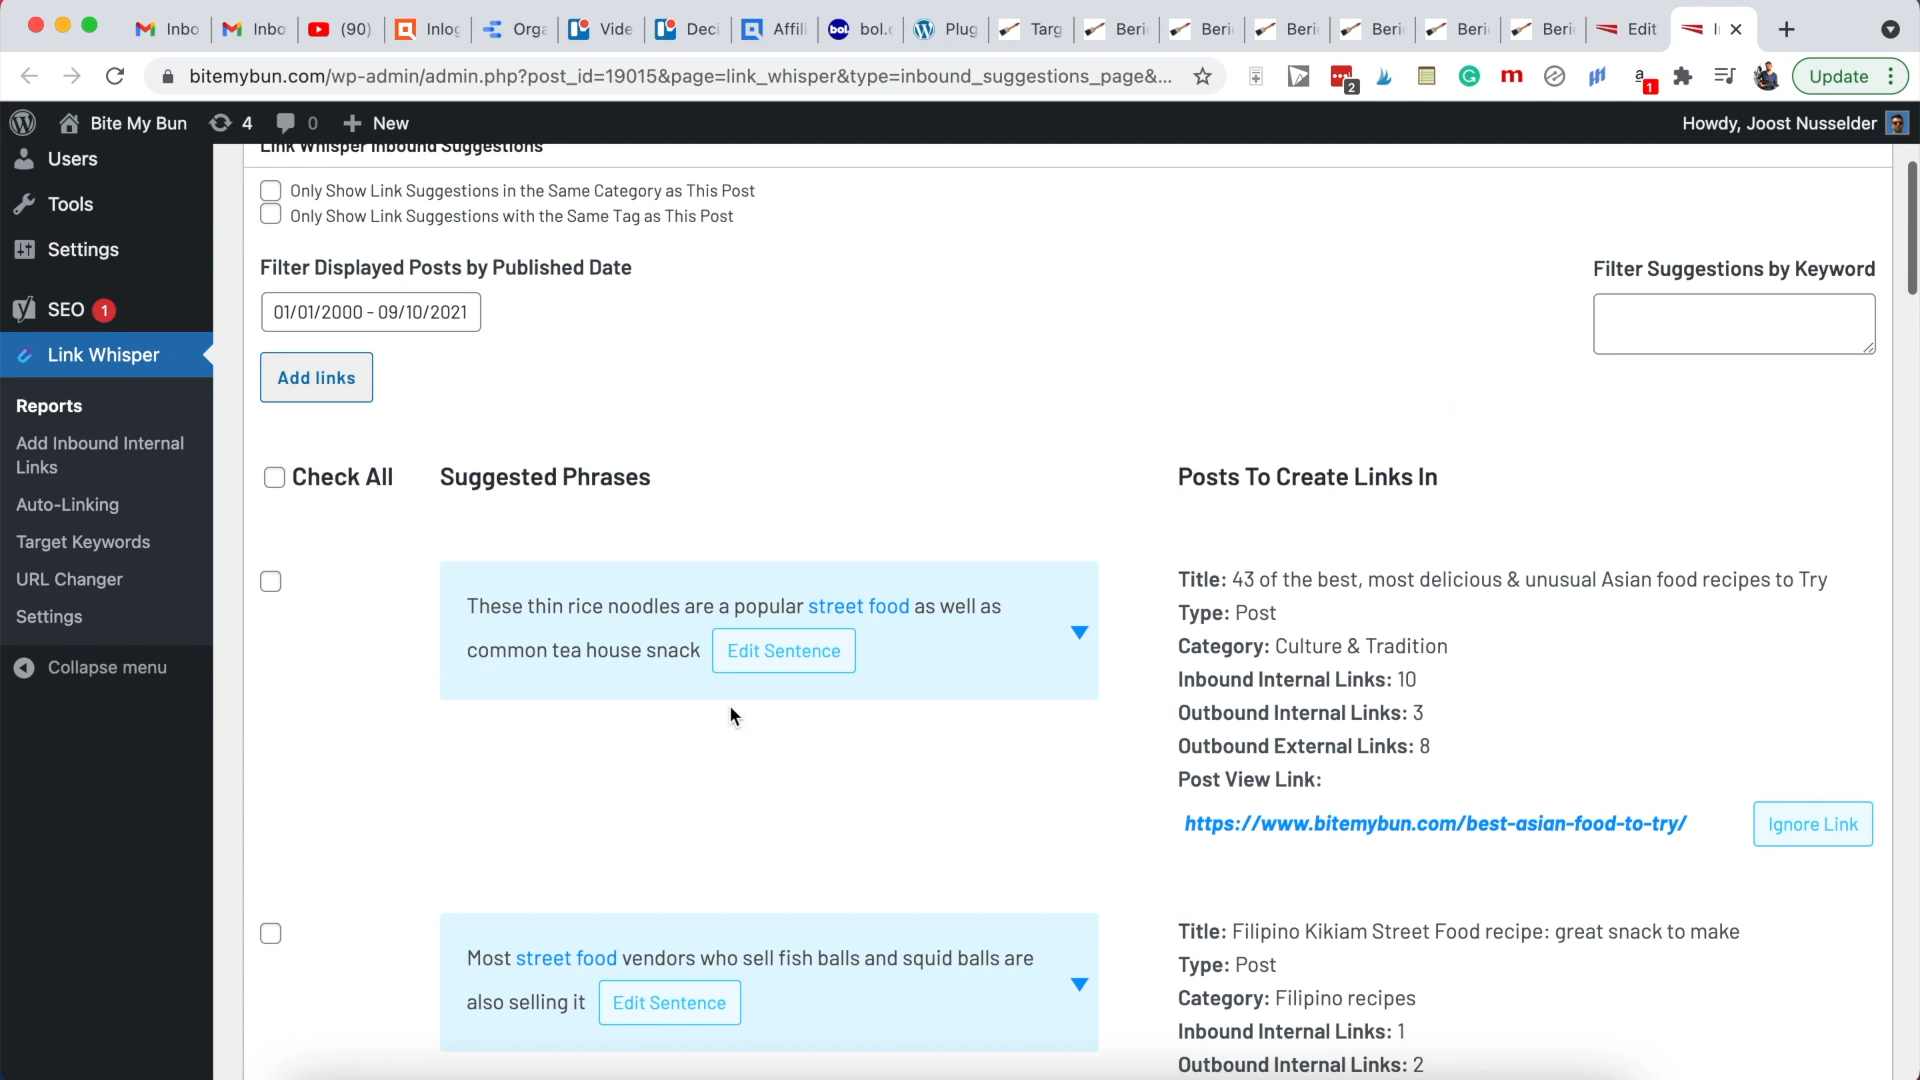 Inbo
Inbo
(90)
Inlog
Orga
Vide
Deci
Affili
bol.c
Plug
Targ
Beri
Beri
Beri
Beri
Beri
Beri
Edit
bitemybun.com/wp-admin/admin.php?post_id=19015&page=link_whisper&type=inbound_suggestions_page&...
2
1
Update
Bite My Bun
4
0
New
Howdy, Joost Nusselder
Users
Tools
Settings
SEO 1
Link Whisper
Reports
Add Inbound Internal
Links
Auto-Linking
Target Keywords
URL Changer
Settings
Collapse menu
Link Whisper Inbound Suggestions
Only Show Link Suggestions in the Same Category as This Post
Only Show Link Suggestions with the Same Tag as This Post
Filter Displayed Posts by Published Date
01/01/2000 - 09/10/2021
Filter Suggestions by Keyword
Add links
Check All
Suggested Phrases
Posts To Create Links In
These thin rice noodles are a popular street food as well as
common tea house snack Edit Sentence
Title: 43 of the best, most delicious & unusual Asian food recipes to Try
Type: Post
Category: Culture & Tradition
Inbound Internal Links: 10
Outbound Internal Links: 3
Outbound External Links: 8
Post View Link:
https://www.bitemybun.com/best-asian-food-to-try/
Ignore Link
Most street food vendors who sell fish balls and squid balls are
also selling it Edit Sentence
Title: Filipino Kikiam Street Food recipe: great snack to make
Type: Post
Category: Filipino recipes
Inbound Internal Links: 1
Outbound Internal Links: 2